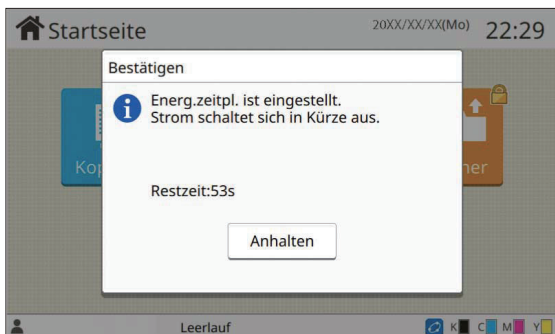 Startseite
20XX/XX/XX(Mo)
22:29
Bestätigen
Energ.zeitpl. ist eingestellt.
Strom schaltet sich in Kürze aus.
Restzeit:53s
Anhalten
Leerlauf
K C M Y